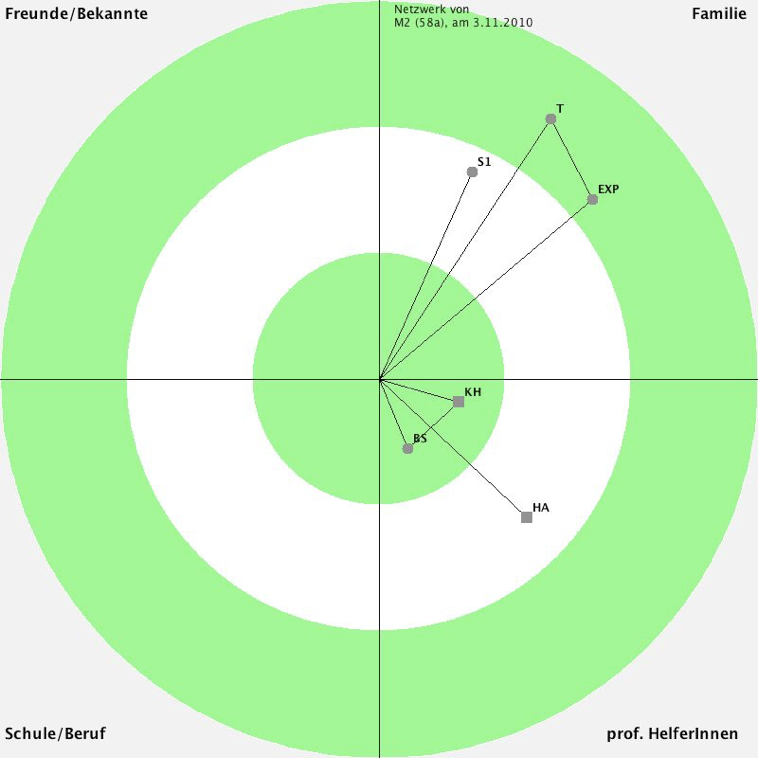 Freunde/Bekannte
Netzwerk von
M2 (58a), am 3.11.2010
Familie
T
S1
EXP
KH
BS
HA
Schule/Beruf
prof. HelferInnen